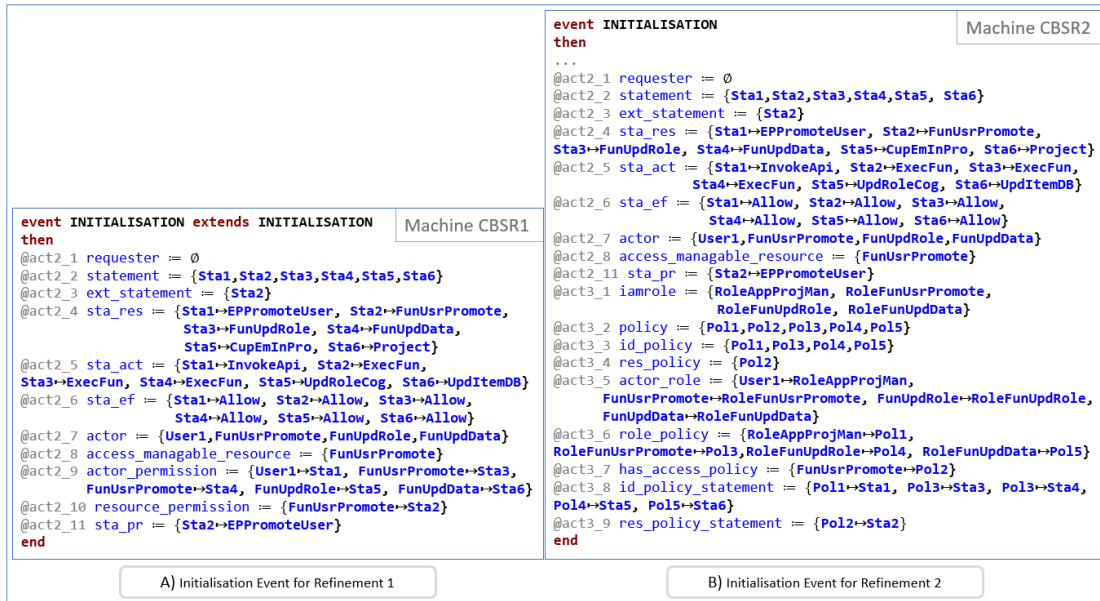 event INITIALISATION extends INITIALISATION
Machine CBSR1
then
@act2_1 requester ≔ ∅
@act2_2 statement ≔ {Sta1,Sta2,Sta3,Sta4,Sta5,Sta6}
@act2_3 ext_statement ≔ {Sta2}
@act2_4 sta_res ≔ {Sta1↦EPPromoteUser, Sta2↦FunUsrPromote,
Sta3↦FunUpdRole, Sta4↦FunUpdData,
Sta5↦CupEmInPro, Sta6↦Project}
@act2_5 sta_act ≔ {Sta1↦InvokeApi, Sta2↦ExecFun,
Sta3↦ExecFun, Sta4↦ExecFun, Sta5↦UpdRoleCog, Sta6↦UpdItemDB}
@act2_6 sta_ef ≔ {Sta1↦Allow, Sta2↦Allow, Sta3↦Allow,
Sta4↦Allow, Sta5↦Allow, Sta6↦Allow}
@act2_7 actor ≔ {User1,FunUsrPromote,FunUpdRole,FunUpdData}
@act2_8 access_managable_resource ≔ {FunUsrPromote}
@act2_9 actor_permission ≔ {User1↦Sta1, FunUsrPromote↦Sta3,
FunUsrPromote↦Sta4, FunUpdRole↦Sta5, FunUpdData↦Sta6}
@act2_10 resource_permission ≔ {FunUsrPromote↦Sta2}
@act2_11 sta_pr ≔ {Sta2↦EPPromoteUser}
end
A) Initialisation Event for Refinement 1
event INITIALISATION
Machine CBSR2
then
...
@act2_1 requester ≔ ∅
@act2_2 statement ≔ {Sta1,Sta2,Sta3,Sta4,Sta5, Sta6}
@act2_3 ext_statement ≔ {Sta2}
@act2_4 sta_res ≔ {Sta1↦EPPromoteUser, Sta2↦FunUsrPromote,
Sta3↦FunUpdRole, Sta4↦FunUpdData, Sta5↦CupEmInPro, Sta6↦Project}
@act2_5 sta_act ≔ {Sta1↦InvokeApi, Sta2↦ExecFun, Sta3↦ExecFun,
Sta4↦ExecFun, Sta5↦UpdRoleCog, Sta6↦UpdItemDB}
@act2_6 sta_ef ≔ {Sta1↦Allow, Sta2↦Allow, Sta3↦Allow,
Sta4↦Allow, Sta5↦Allow, Sta6↦Allow}
@act2_7 actor ≔ {User1,FunUsrPromote,FunUpdRole,FunUpdData}
@act2_8 access_managable_resource ≔ {FunUsrPromote}
@act2_11 sta_pr ≔ {Sta2↦EPPromoteUser}
@act3_1 iamrole ≔ {RoleAppProjMan, RoleFunUsrPromote,
RoleFunUpdRole, RoleFunUpdData}
@act3_2 policy ≔ {Pol1,Pol2,Pol3,Pol4,Pol5}
@act3_3 id_policy ≔ {Pol1,Pol3,Pol4,Pol5}
@act3_4 res_policy ≔ {Pol2}
@act3_5 actor_role ≔ {User1↦RoleAppProjMan,
FunUsrPromote↦RoleFunUsrPromote, FunUpdRole↦RoleFunUpdRole,
FunUpdData↦RoleFunUpdData}
@act3_6 role_policy ≔ {RoleAppProjMan↦Pol1,
RoleFunUsrPromote↦Pol3,RoleFunUpdRole↦Pol4, RoleFunUpdData↦Pol5}
@act3_7 has_access_policy ≔ {FunUsrPromote↦Pol2}
@act3_8 id_policy_statement ≔ {Pol1↦Sta1, Pol3↦Sta3, Pol3↦Sta4,
Pol4↦Sta5, Pol5↦Sta6}
@act3_9 res_policy_statement ≔ {Pol2↦Sta2}
end
B) Initialisation Event for Refinement 2